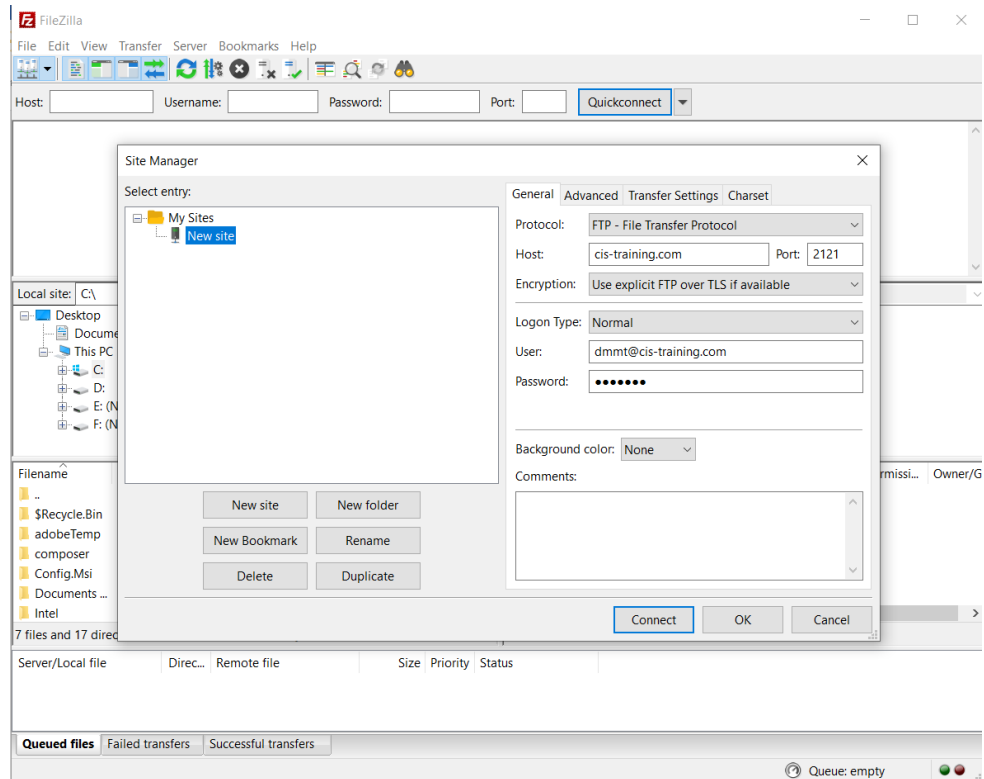 FileZilla
File Edit View Transfer Server Bookmarks Help
Host: Username: Password: Port: Quickconnect
Site Manager
Select entry:
My Sites
New site
New site New folder
New Bookmark Rename
Delete Duplicate
General Advanced Transfer Settings Charset
Protocol: FTP - File Transfer Protocol
Host: cis-training.com Port: 2121
Encryption: Use explicit FTP over TLS if available
Logon Type: Normal
User: dmmt@cis-training.com
Password: •••••••
Background color: None
Comments:
Connect OK Cancel
Local site: C:\
Desktop
Docume
This PC
C:
D:
E: (N
F: (N
Filename rmissi... Owner/G
..
$Recycle.Bin
adobeTemp
composer
Config.Msi
Documents ...
Intel
7 files and 17 direc
Server/Local file Direc... Remote file Size Priority Status
Queued files Failed transfers Successful transfers
Queue: empty